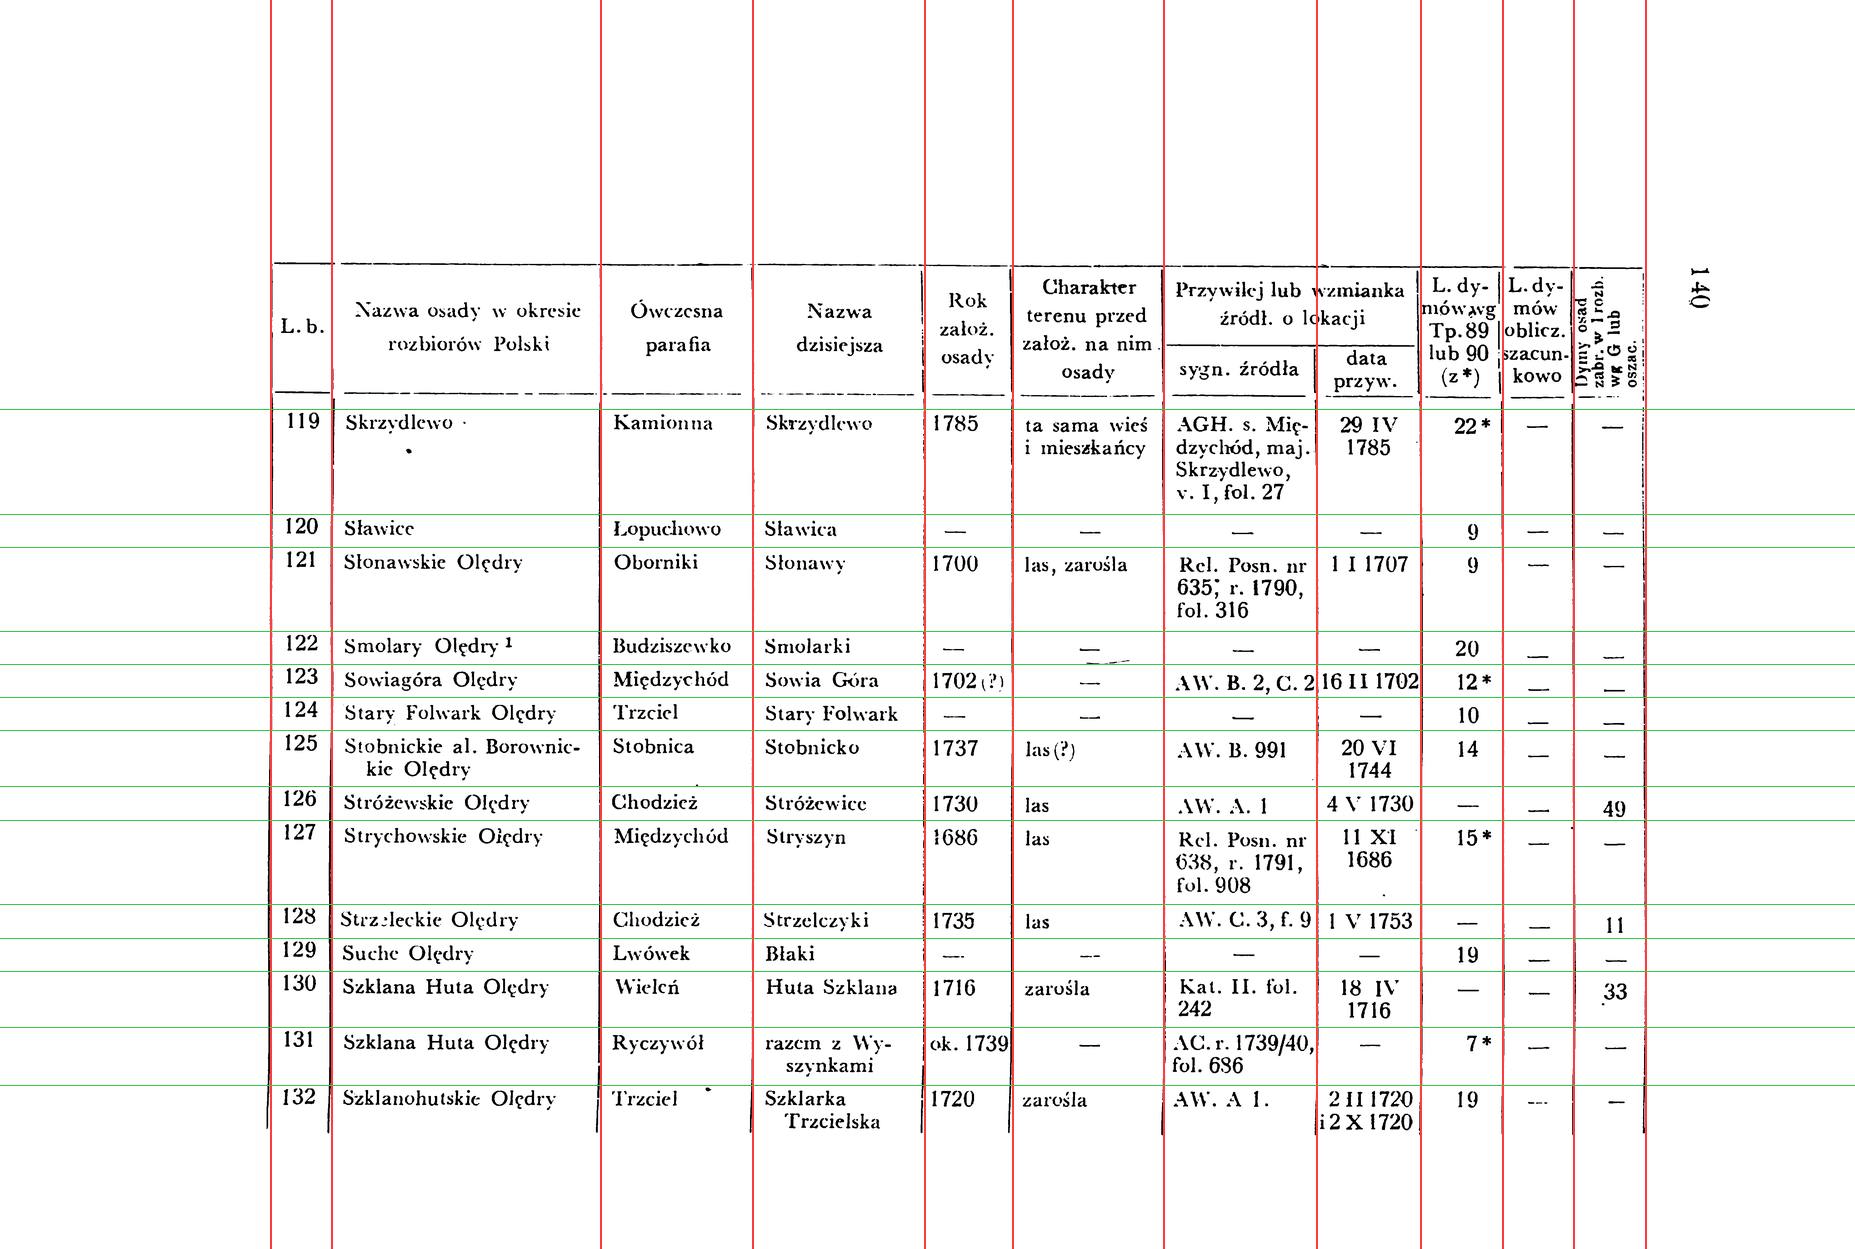 140
L. b.
Nazwa osady w okresie
rozbiorów Polski
Ówczesna
parafia
Nazwa
dzisiejsza
Rok
założ.
osady
Charakter
terenu przed
założ. na nim
osady
Przywilej lub wzmianka
źródł. o lokacji
sygn. źródła
data
przyw.
L. dy-
mów wg
Tp. 89
lub 90
(z *)
L. dy-
mów
oblicz.
szacun-
kowo
Dymy osad
zabr. w I rozb.
wg G lub
oszac.
119 Skrzydlewo Kamionna Skrzydlewo 1785 ta sama wieś AGH. s. Mię- 29 IV 22 * — —
i mieszkańcy dzychód, maj. 1785
Skrzydlewo,
v. I, fol. 27
120 Sławice Łopuchowo Sławica — — — — 9 — —
121 Słonawskie Olędry Oborniki Słonawy 1700 las, zarośla Rel. Posn. nr 1 I 1707 9 — —
635; r. 1790,
fol. 316
122 Smolary Olędry ¹ Budziszewko Smolarki — — — — 20 — —
123 Sowiagóra Olędry Międzychód Sowia Góra 1702 (?) — AW. B. 2, C. 2 16 II 1702 12 * — —
124 Stary Folwark Olędry Trzciel Stary Folwark — — — — 10 — —
125 Stobnickie al. Borownic- Stobnica Stobnicko 1737 las (?) AW. B. 991 20 VI 14 — —
kie Olędry 1744
126 Stróżewskie Olędry Chodzież Stróżewice 1730 las AW. A. 1 4 V 1730 — — 49
127 Strychowskie Olędry Międzychód Stryszyn 1686 las Rel. Posn. nr 11 XI 15 * — —
638, r. 1791, 1686
fol. 908
128 Strzeleckie Olędry Chodzież Strzelczyki 1735 las AW. C. 3, f. 9 1 V 1753 — — 11
129 Suche Olędry Lwówek Błaki — — — — 19 — —
130 Szklana Huta Olędry Wieleń Huta Szklana 1716 zarośla Kat. II. fol. 18 IV — — 33
242 1716
131 Szklana Huta Olędry Ryczywół razem z Wy- ok. 1739 — AC. r. 1739/40, — 7 * — —
szynkami fol. 686
132 Szklanohutskie Olędry Trzciel Szklarka 1720 zarośla AW. A 1. 2 II 1720 19 — —
Trzcielska i 2 X 1720